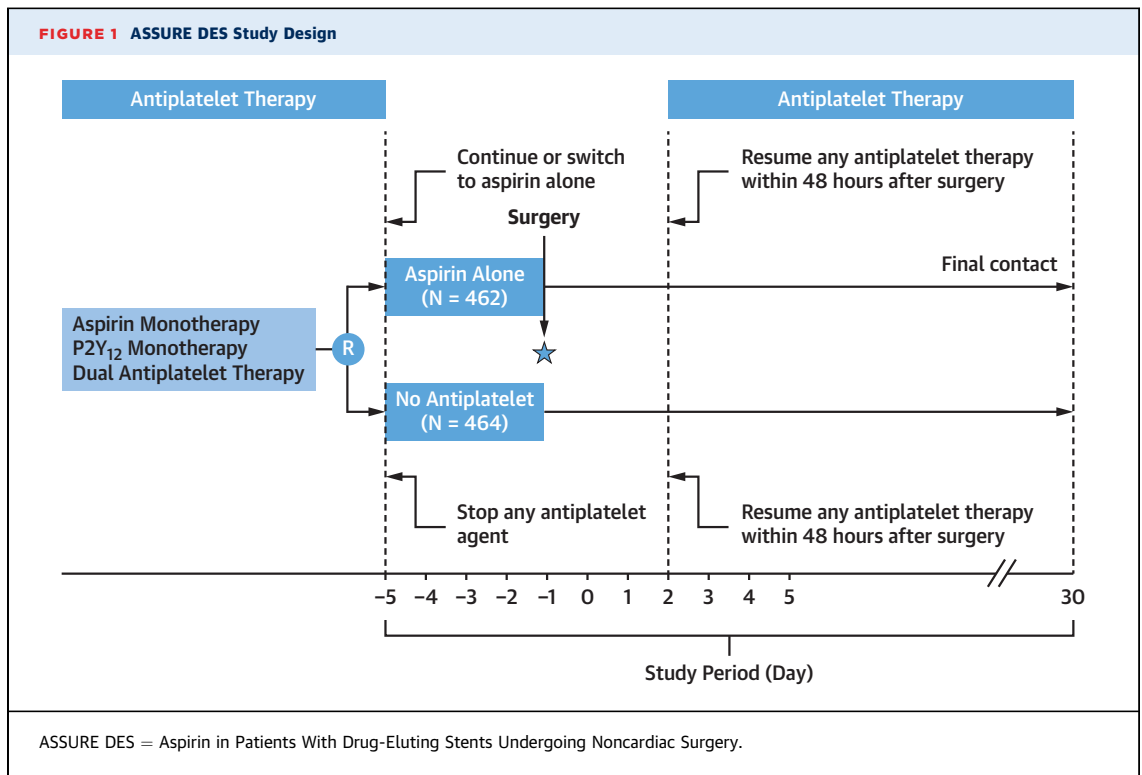 FIGURE 1 ASSURE DES Study Design
Antiplatelet Therapy
Antiplatelet Therapy
Continue or switch
to aspirin alone
Resume any antiplatelet therapy
within 48 hours after surgery
Surgery
Aspirin Alone
(N = 462)
Final contact
Aspirin Monotherapy
P2Y₁₂ Monotherapy
Dual Antiplatelet Therapy
R
No Antiplatelet
(N = 464)
Stop any antiplatelet
agent
Resume any antiplatelet therapy
within 48 hours after surgery
–5 –4 –3 –2 –1 0 1 2 3 4 5 30
Study Period (Day)
ASSURE DES = Aspirin in Patients With Drug-Eluting Stents Undergoing Noncardiac Surgery.